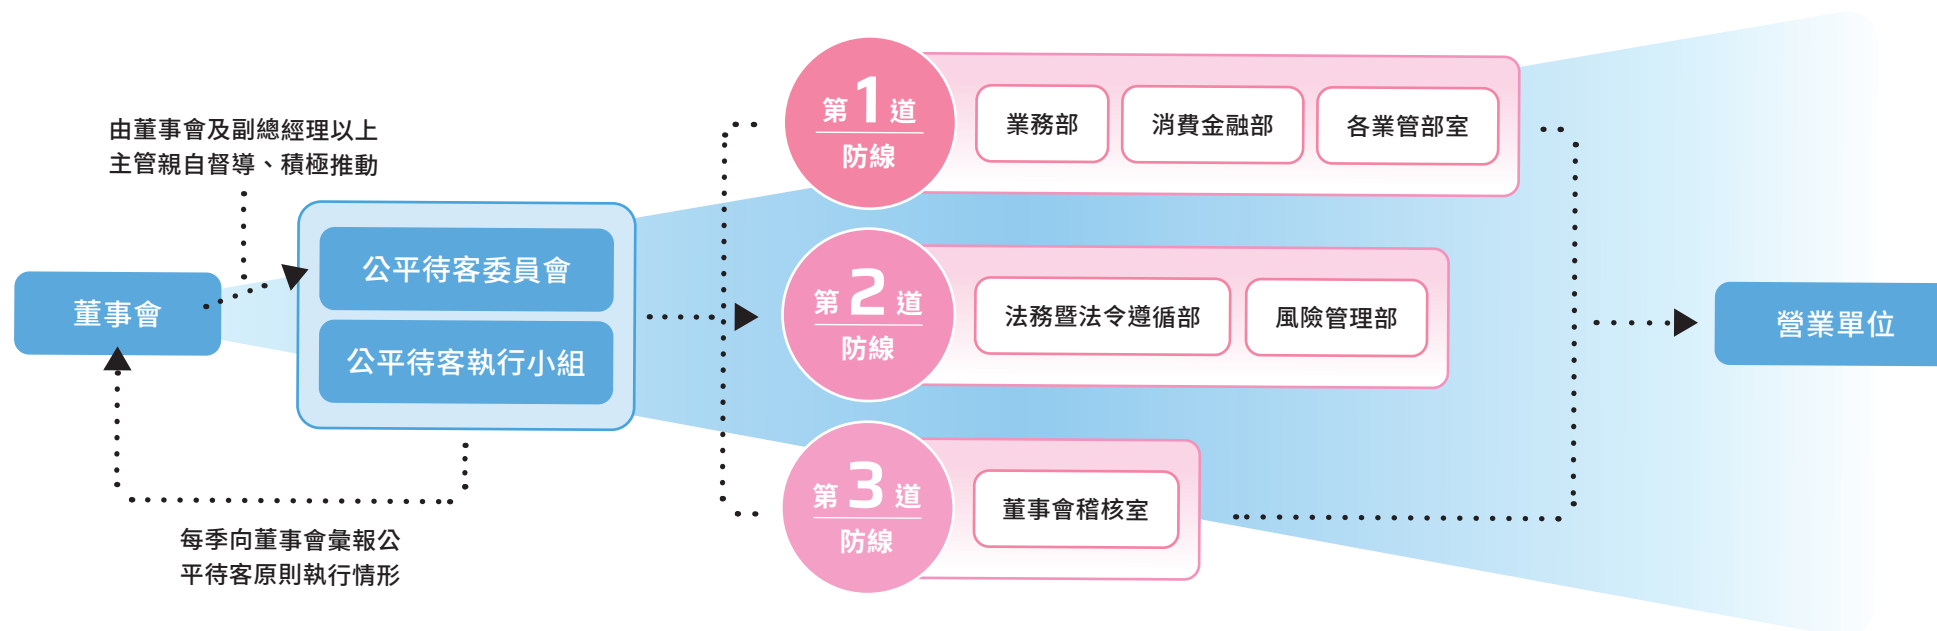 由董事會及副總經理以上
主管親自督導、積極推動
董事會
公平待客委員會
公平待客執行小組
每季向董事會彙報公
平待客原則執行情形
第1道
防線
業務部
消費金融部
各業管部室
第2道
防線
法務暨法令遵循部
風險管理部
第3道
防線
董事會稽核室
營業單位